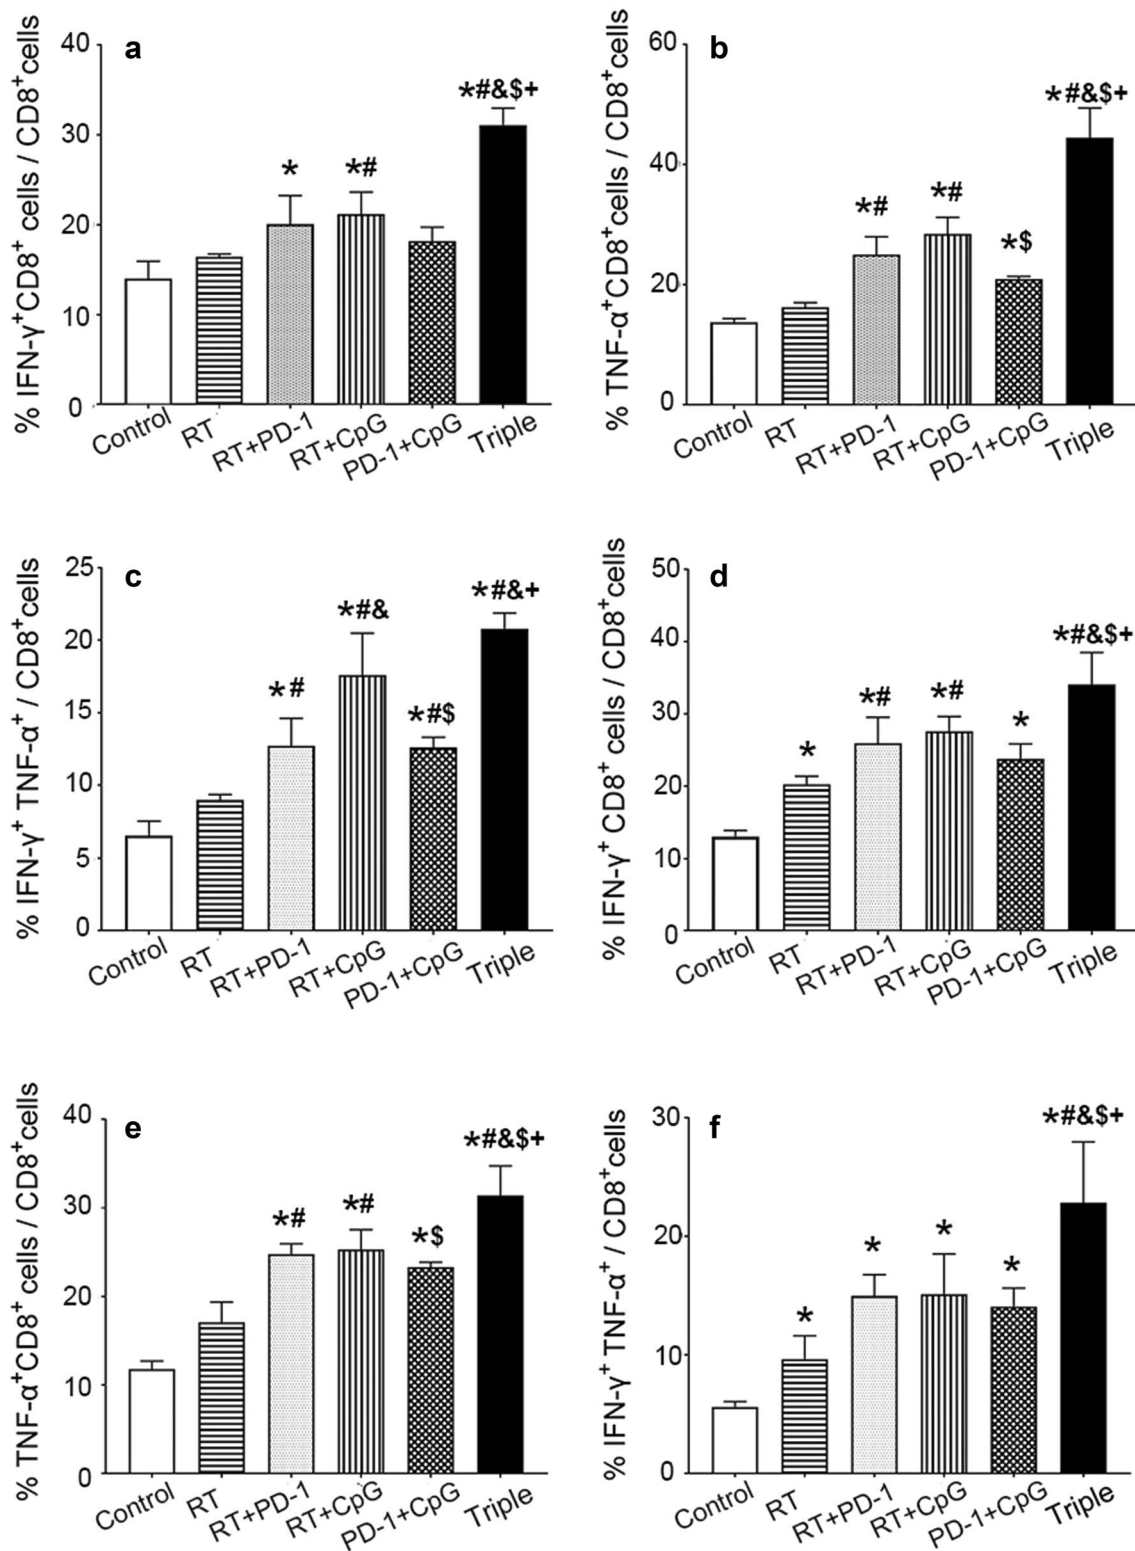 a
% IFN-γ⁺CD8⁺ cells / CD8⁺cells
40
30
20
10
0
*
*#
*#&$+
Control
RT
RT+PD-1
RT+CpG
PD-1+CpG
Triple
b
% TNF-α⁺CD8⁺cells / CD8⁺cells
60
40
20
0
*#
*#
*$
*#&$+
Control
RT
RT+PD-1
RT+CpG
PD-1+CpG
Triple
c
% IFN-γ⁺ TNF-α⁺ / CD8⁺cells
25
20
15
10
5
0
*#
*#&
*#$
*#&+
Control
RT
RT+PD-1
RT+CpG
PD-1+CpG
Triple
d
% IFN-γ⁺ CD8⁺ cells / CD8⁺cells
50
40
30
20
10
0
*
*#
*#
*
*#&$+
Control
RT
RT+PD-1
RT+CpG
PD-1+CpG
Triple
e
% TNF-α⁺CD8⁺ cells / CD8⁺cells
40
30
20
10
0
*#
*#
*$
*#&$+
Control
RT
RT+PD-1
RT+CpG
PD-1+CpG
Triple
f
% IFN-γ⁺ TNF-α⁺ / CD8⁺cells
30
20
10
0
*
*
*
*
*#&$+
Control
RT
RT+PD-1
RT+CpG
PD-1+CpG
Triple